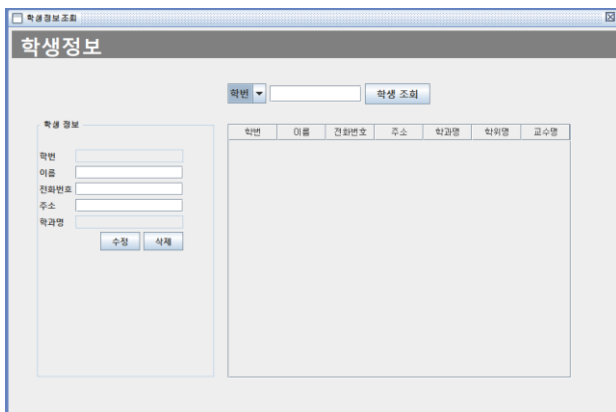 학생정보조회
학생정보
학번 학생 조회
학생 정보
학번 이름 전화번호 주소 학과명 학위명 교수명
학번
이름
전화번호
주소
학과명
수정 삭제